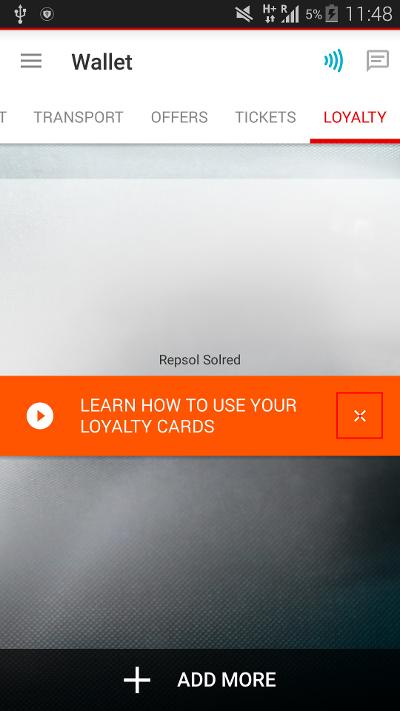 H+ R 5% 11:48
Wallet
T TRANSPORT OFFERS TICKETS LOYALTY
Repsol Solred
LEARN HOW TO USE YOUR
LOYALTY CARDS
ADD MORE